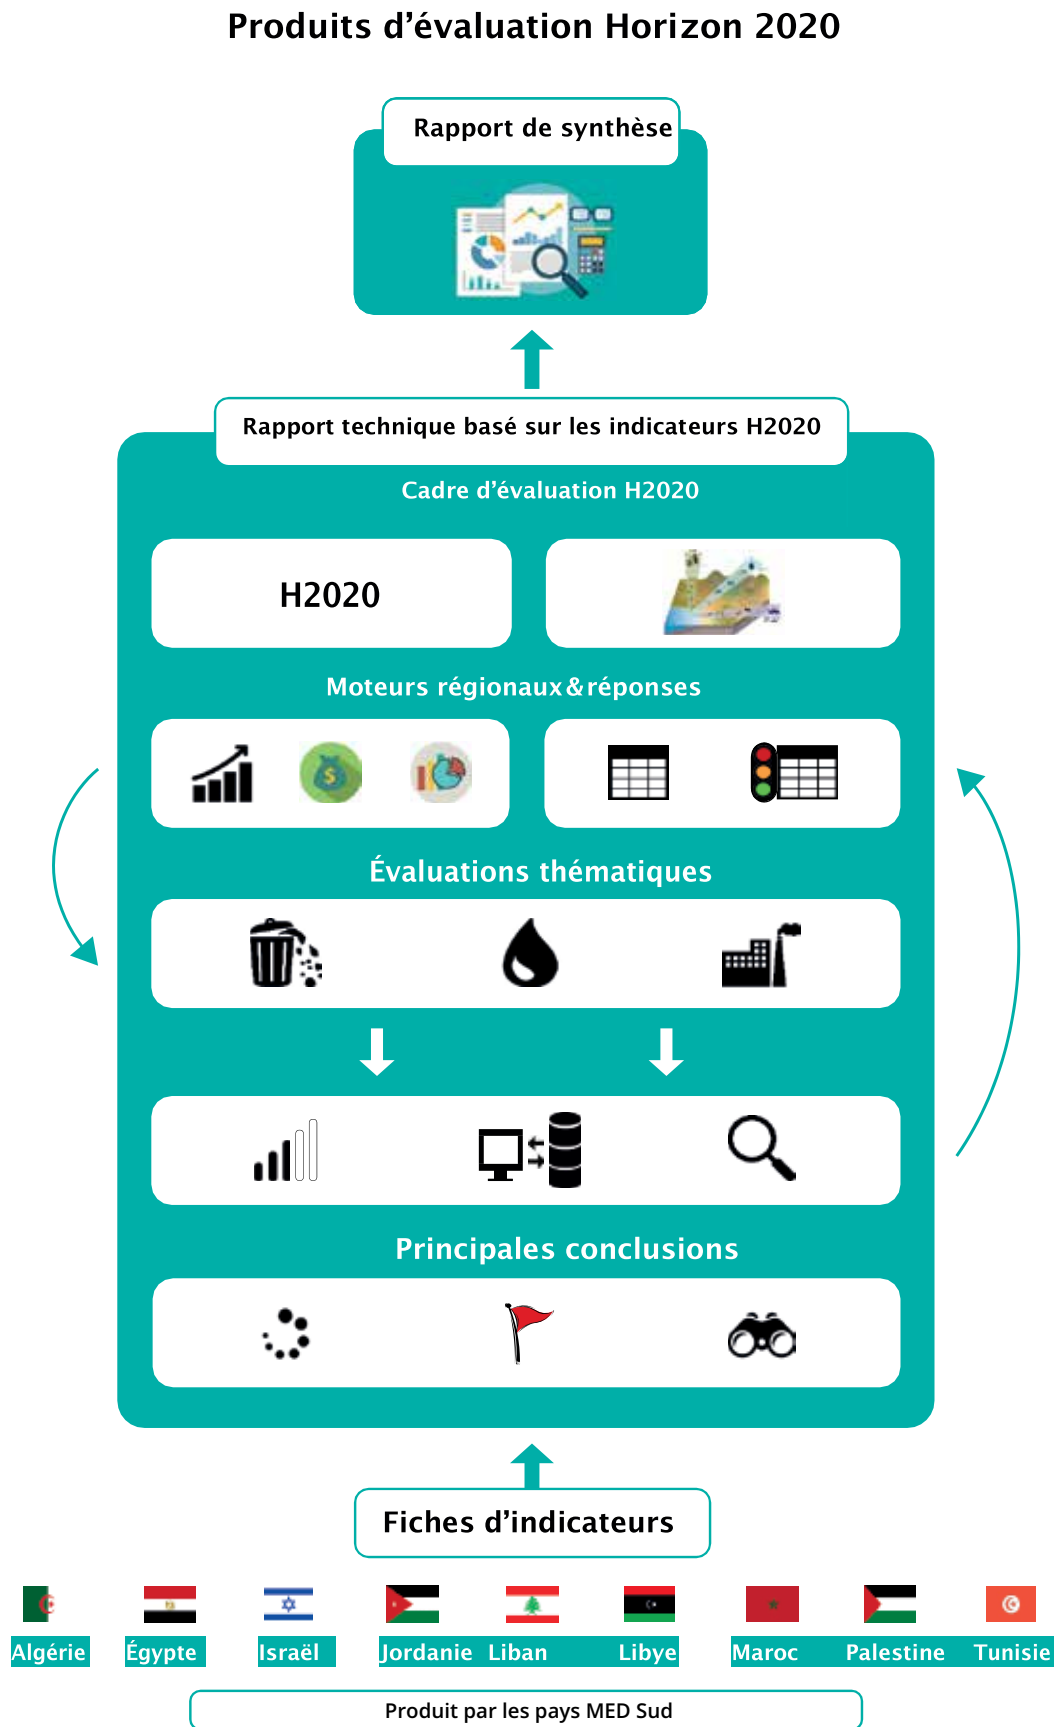 Produits d’évaluation Horizon 2020
Rapport de synthèse
Rapport technique basé sur les indicateurs H2020
Cadre d’évaluation H2020
H2020
Moteurs régionaux&réponses
Évaluations thématiques
Principales conclusions
Fiches d’indicateurs
Algérie Égypte Israël Jordanie Liban Libye Maroc Palestine Tunisie
Produit par les pays MED Sud